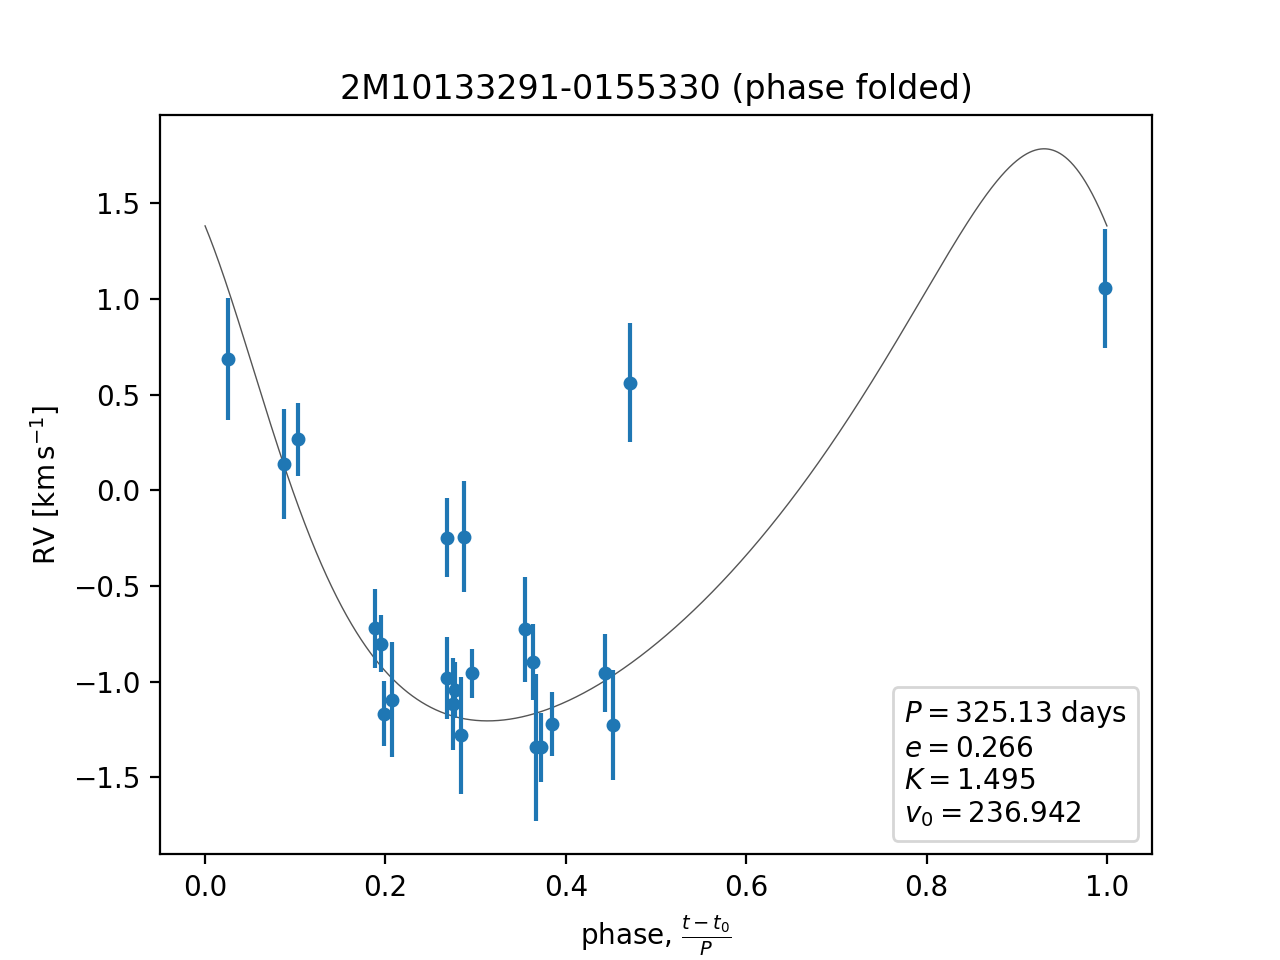 2M10133291-0155330 (phase folded)
RV [km s⁻¹]
1.5
1.0
0.5
0.0
−0.5
−1.0
−1.5
P = 325.13 days
e = 0.266
K = 1.495
v₀ = 236.942
0.0 0.2 0.4 0.6 0.8 1.0
phase, (t − t₀)/P